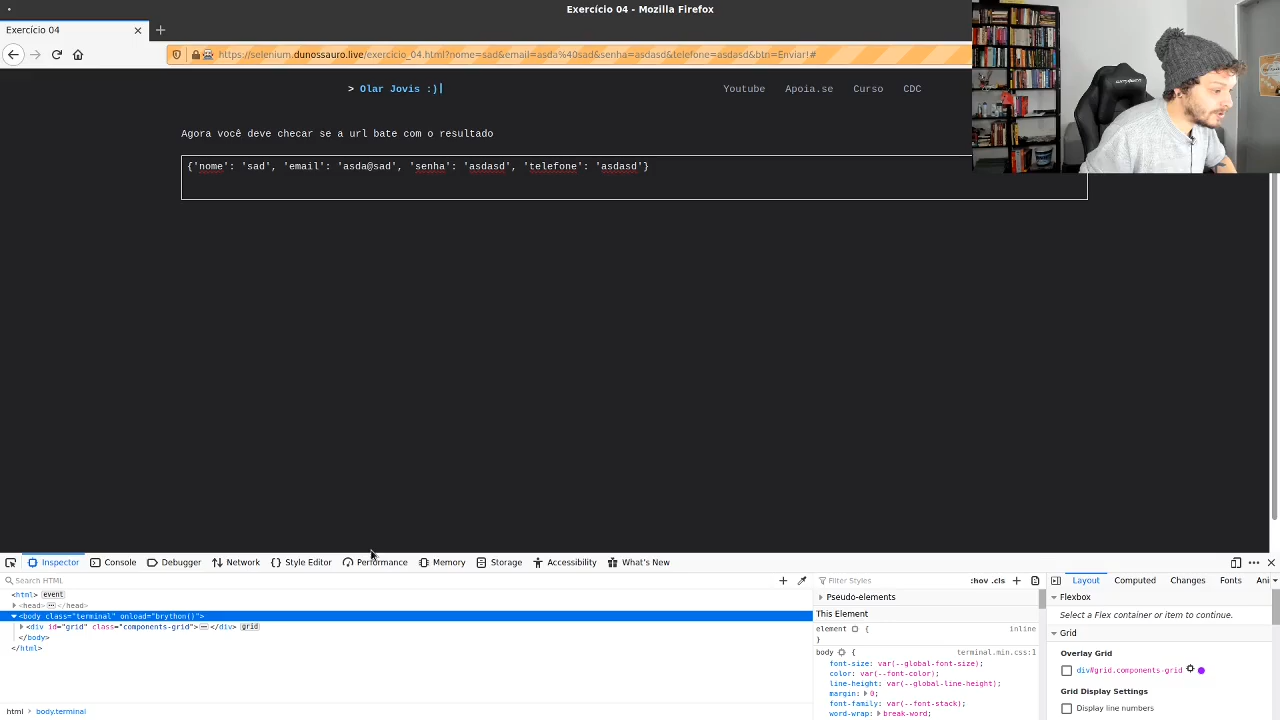 Exercício 04 - Mozilla Firefox
Exercício 04
https://selenium.dunossauro.live/exercicio_04.html?nome=sad&email=asda%40sad&senha=asdasd&telefone=asdasd&btn=Enviar!#
> Olar Jovis :)|
Youtube Apoia.se Curso CDC
Agora você deve checar se a url bate com o resultado
{'nome': 'sad', 'email': 'asda@sad', 'senha': 'asdasd', 'telefone': 'asdasd'}
Inspector Console Debugger Network Style Editor Performance Memory Storage Accessibility What's New
Search HTML
<html> event
<head> </head>
<body class="terminal" onload="brython()">
<div id="grid" class="components-grid"> </div> grid
</body>
</html>
html body.terminal
Filter Styles :hov .cls
Pseudo-elements
This Element
element { inline
}
body { terminal.min.css:1
font-size: var(--global-font-size);
color: var(--font-color);
line-height: var(--global-line-height);
margin: 0;
font-family: var(--font-stack);
word-wrap: break-word;
Layout Computed Changes Fonts Ani
Flexbox
Select a Flex container or item to continue.
Grid
Overlay Grid
div#grid.components-grid
Grid Display Settings
Display line numbers